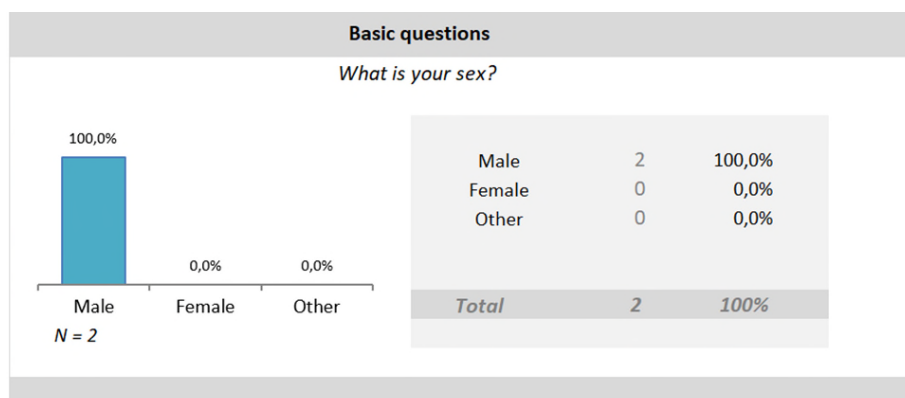 Basic questions
What is your sex?
100,0%
0,0%
0,0%
Male Female Other
N = 2
Male 2 100,0%
Female 0 0,0%
Other 0 0,0%
Total 2 100%